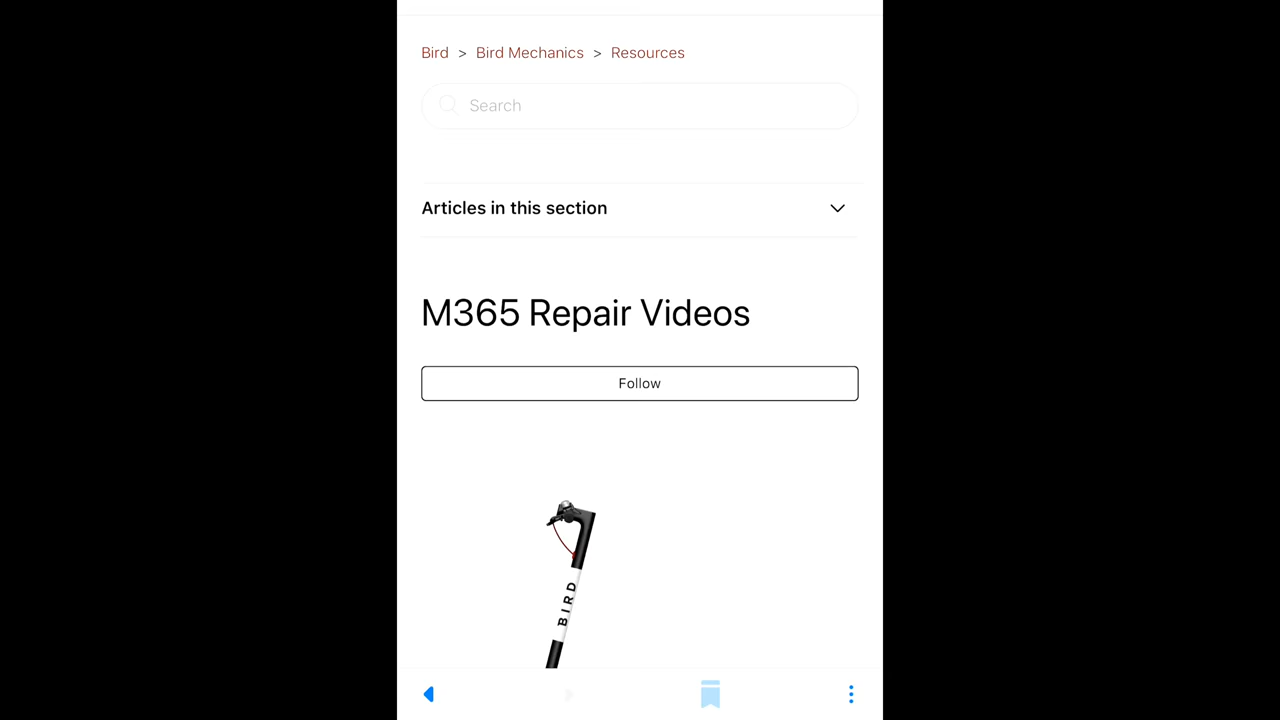 Bird > Bird Mechanics > Resources
Search
Articles in this section
M365 Repair Videos
Follow
BIRD